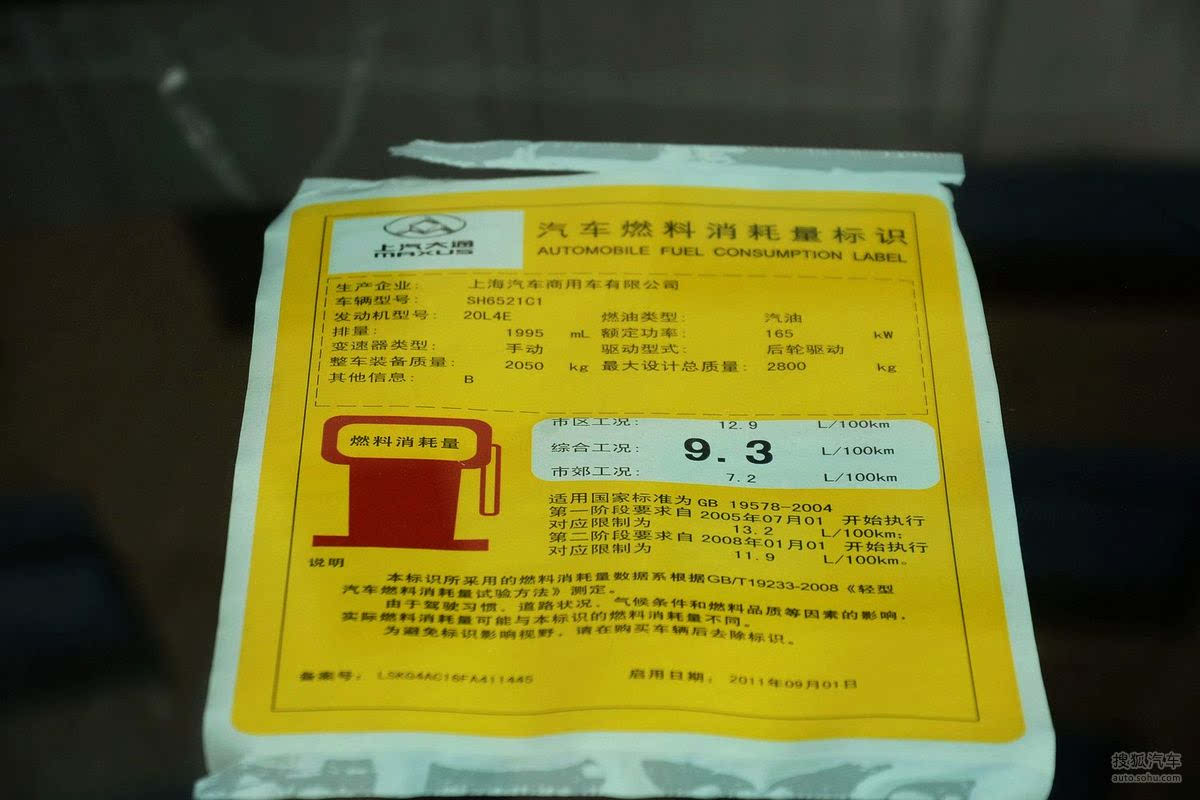 上汽大通
MAXUS
汽车燃料消耗量标识
AUTOMOBILE FUEL CONSUMPTION LABEL
生产企业: 上海汽车商用车有限公司
车辆型号: SH6521C1
发动机型号: 20L4E 燃油类型: 汽油
排量: 1995 mL 额定功率: 165 kW
变速器类型: 手动 驱动型式: 后轮驱动
整车装备质量: 2050 kg 最大设计总质量: 2800 kg
其他信息: B
燃料消耗量
市区工况: 12.9 L/100km
综合工况: 9.3 L/100km
市郊工况: 7.2 L/100km
适用国家标准为 GB 19578-2004
第一阶段要求自 2005年07月01 开始执行
对应限制为 13.2 L/100km;
第二阶段要求自 2008年01月01 开始执行
对应限制为 11.9 L/100km。
说明
本标识所采用的燃料消耗量数据系根据GB/T19233-2008《轻型
汽车燃料消耗量试验方法》测定。
由于驾驶习惯、道路状况、气候条件和燃料品质等因素的影响,
实际燃料消耗量可能与本标识的燃料消耗量不同。
为避免标识影响视野,请在购买车辆后去除标识。
备案号: LSKG4AC16FA411445 启用日期: 2011年09月01日
搜狐汽车
auto.sohu.com